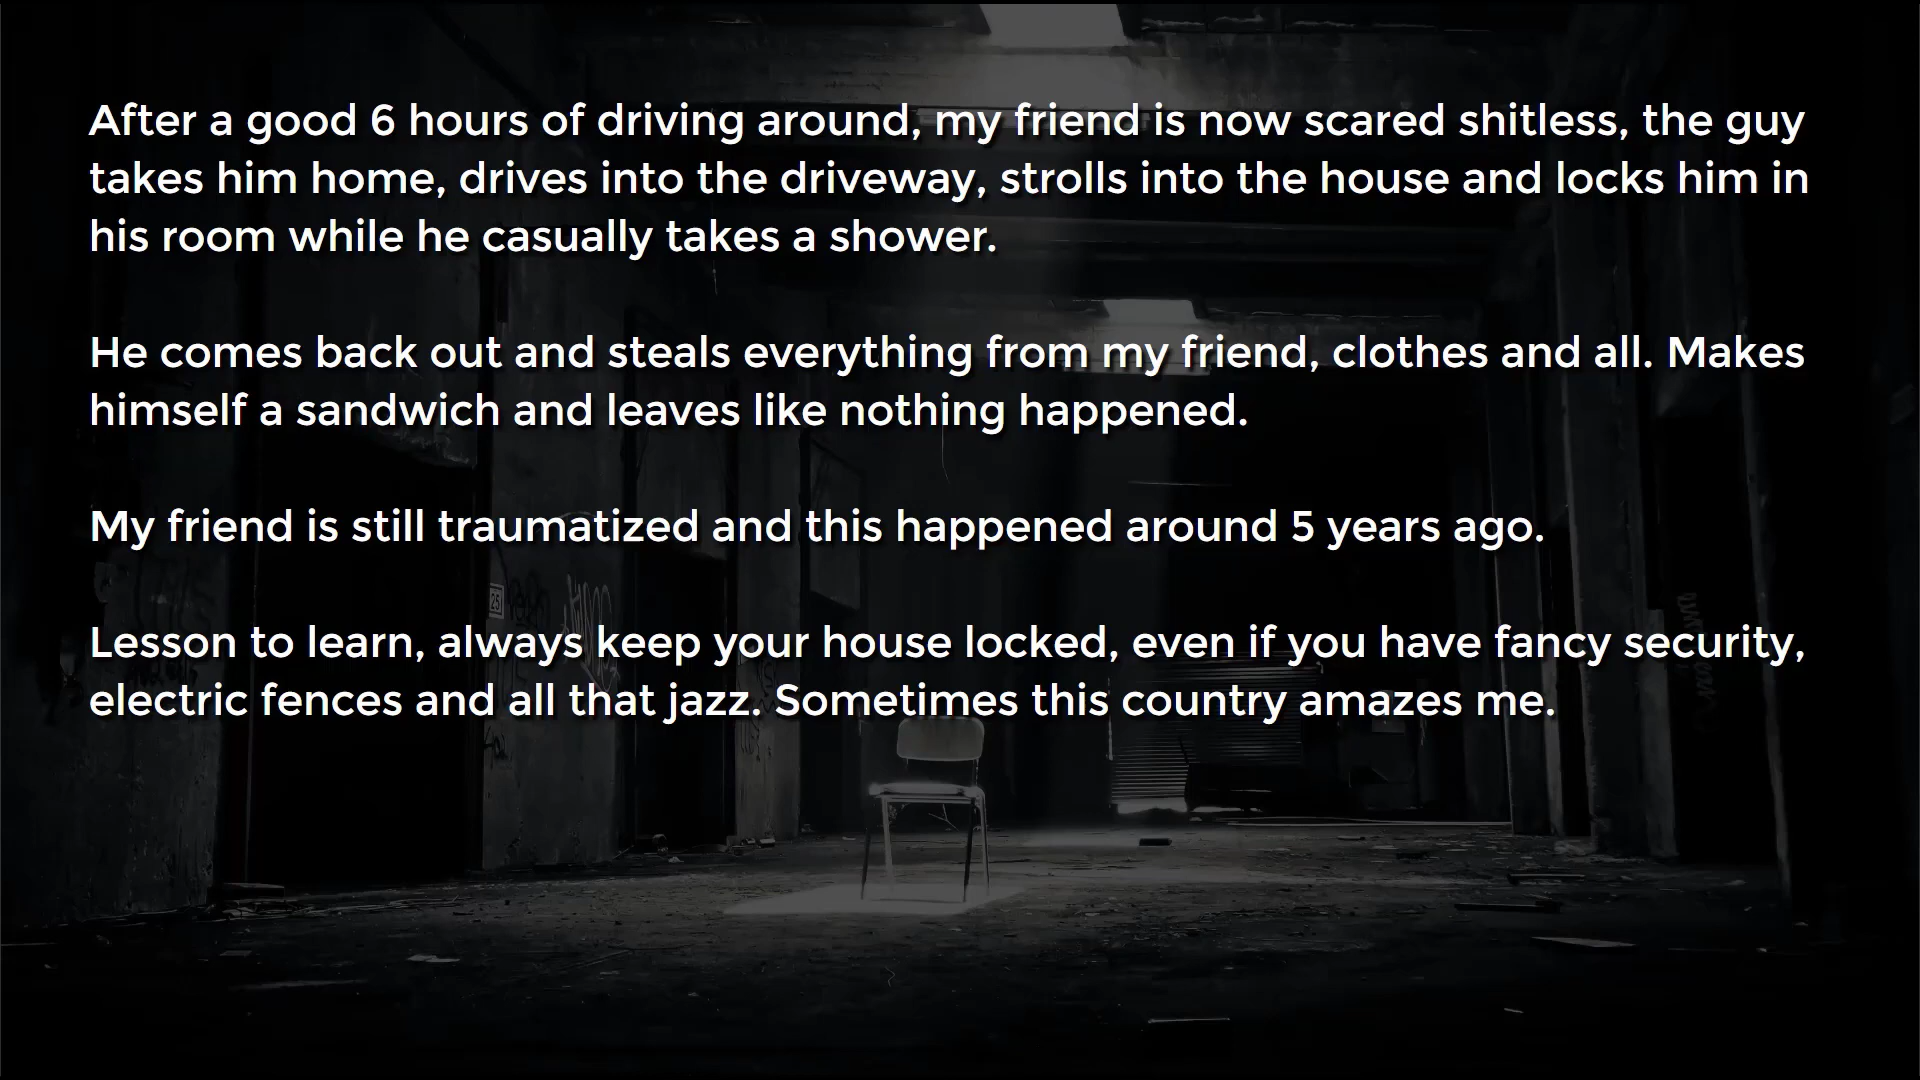 After a good 6 hours of driving around, my friend is now scared shitless, the guy
takes him home, drives into the driveway, strolls into the house and locks him in
his room while he casually takes a shower.
He comes back out and steals everything from my friend, clothes and all. Makes
himself a sandwich and leaves like nothing happened.
My friend is still traumatized and this happened around 5 years ago.
Lesson to learn, always keep your house locked, even if you have fancy security,
electric fences and all that jazz. Sometimes this country amazes me.
25